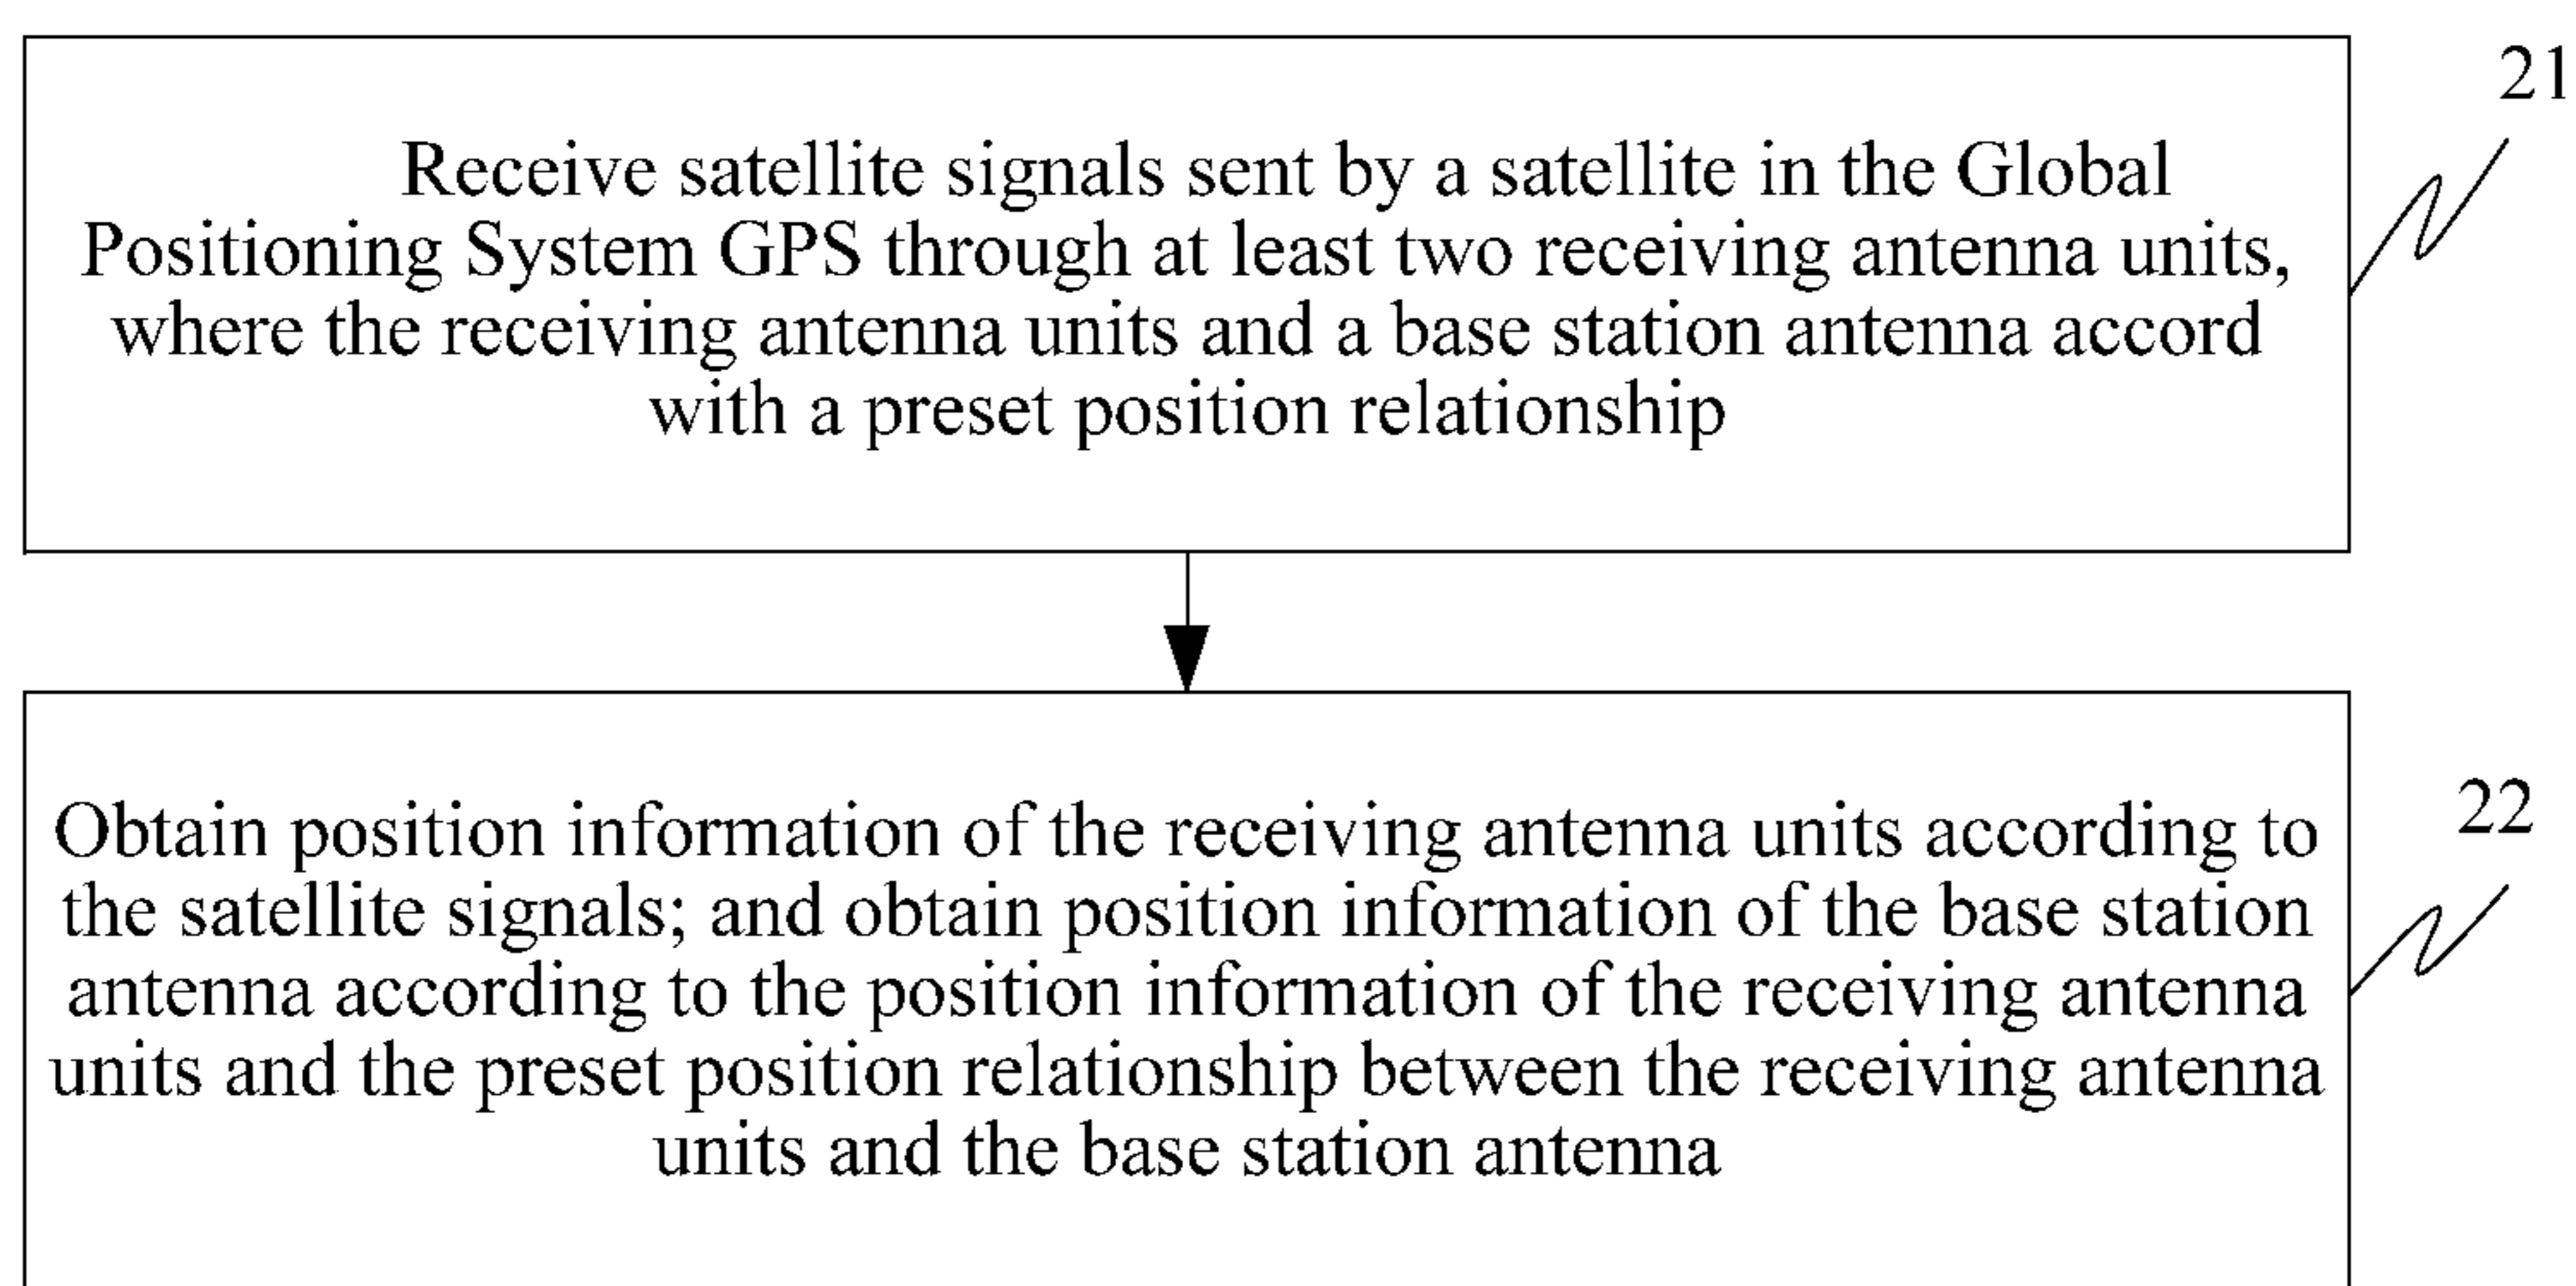 21
Receive satellite signals sent by a satellite in the Global
Positioning System GPS through at least two receiving antenna units,
where the receiving antenna units and a base station antenna accord
with a preset position relationship
22
Obtain position information of the receiving antenna units according to
the satellite signals; and obtain position information of the base station
antenna according to the position information of the receiving antenna
units and the preset position relationship between the receiving antenna
units and the base station antenna